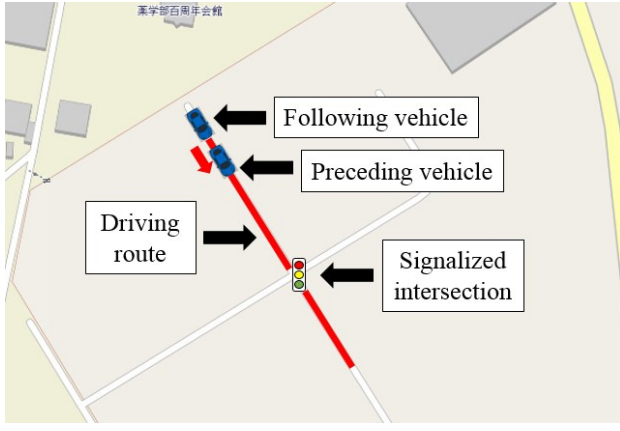 薬学部百周年会館
Following vehicle
Preceding vehicle
Driving
route
Signalized
intersection